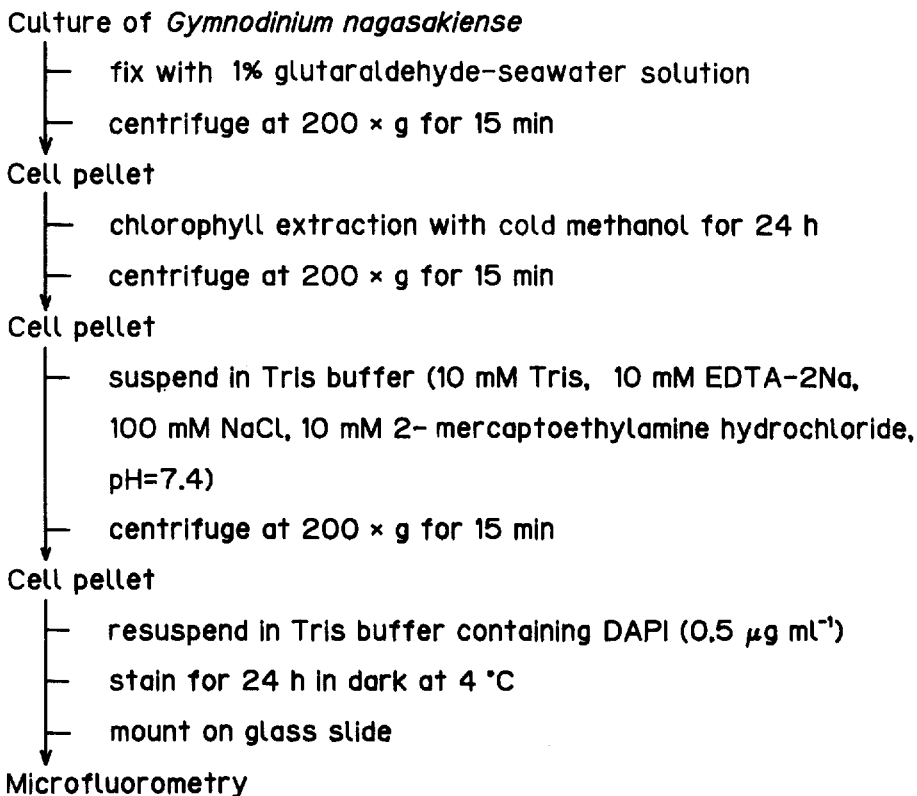 Culture of Gymnodinium nagasakiense
fix with 1% glutaraldehyde-seawater solution
centrifuge at 200 × g for 15 min
Cell pellet
chlorophyll extraction with cold methanol for 24 h
centrifuge at 200 × g for 15 min
Cell pellet
suspend in Tris buffer (10 mM Tris, 10 mM EDTA-2Na,
100 mM NaCl, 10 mM 2- mercaptoethylamine hydrochloride,
pH=7.4)
centrifuge at 200 × g for 15 min
Cell pellet
resuspend in Tris buffer containing DAPI (0.5 μg ml⁻¹)
stain for 24 h in dark at 4 °C
mount on glass slide
Microfluorometry